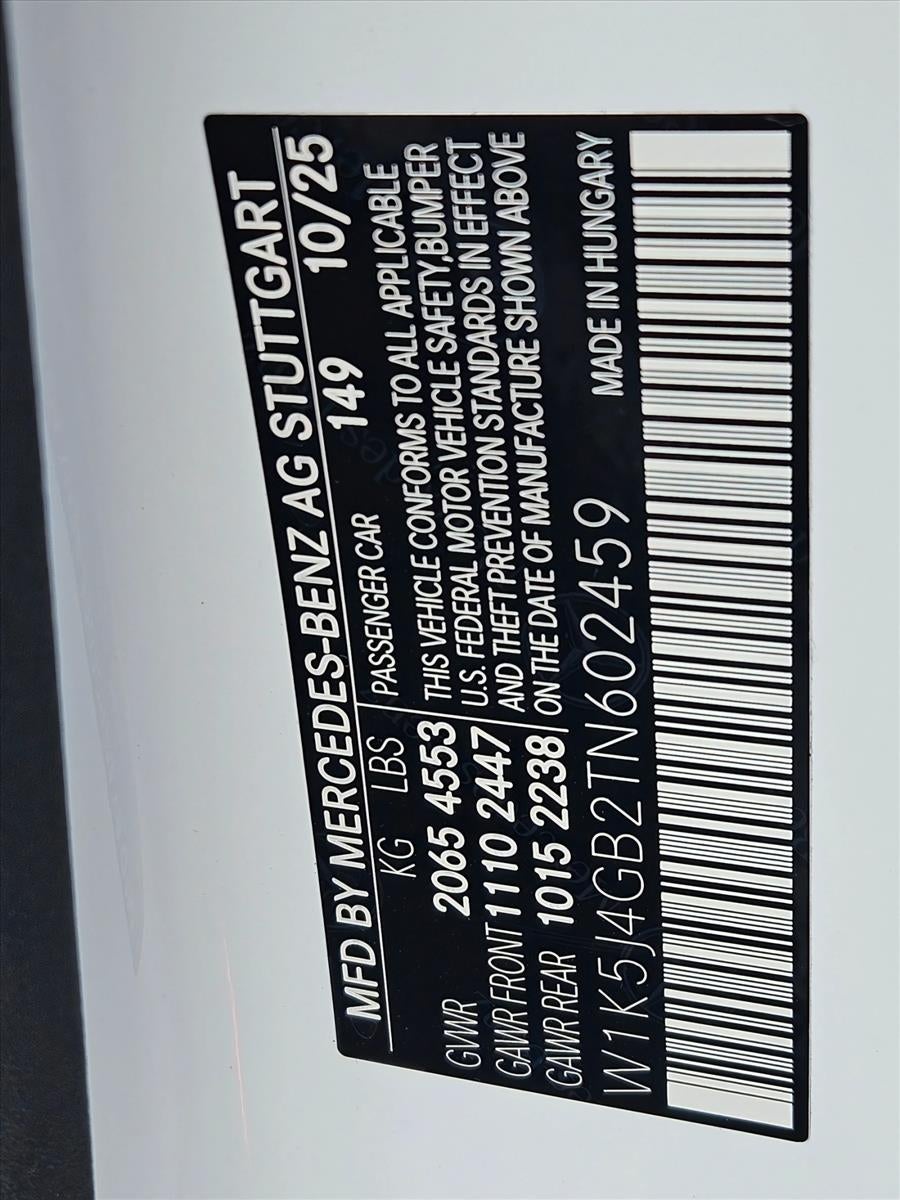 MFD BY MERCEDES-BENZ AG STUTTGART
149 10/25
KG LBS PASSENGER CAR
GVWR 2065 4553 THIS VEHICLE CONFORMS TO ALL APPLICABLE
GAWR FRONT 1110 2447 U.S. FEDERAL MOTOR VEHICLE SAFETY,BUMPER
GAWR REAR 1015 2238 AND THEFT PREVENTION STANDARDS IN EFFECT
ON THE DATE OF MANUFACTURE SHOWN ABOVE
W1K5J4GB2TN602459 MADE IN HUNGARY